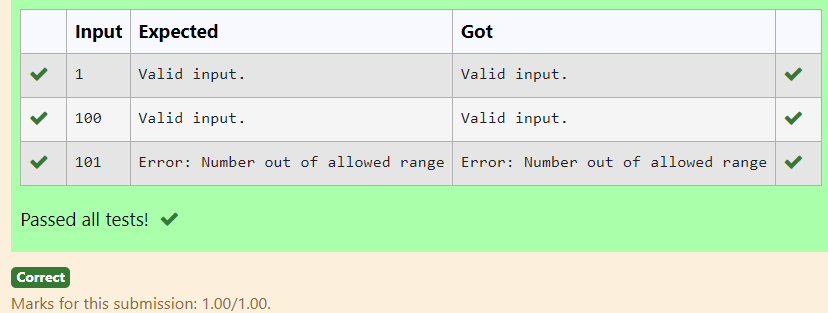 Input Expected Got
1 Valid input. Valid input.
100 Valid input. Valid input.
101 Error: Number out of allowed range Error: Number out of allowed range
Passed all tests!
Correct
Marks for this submission: 1.00/1.00.